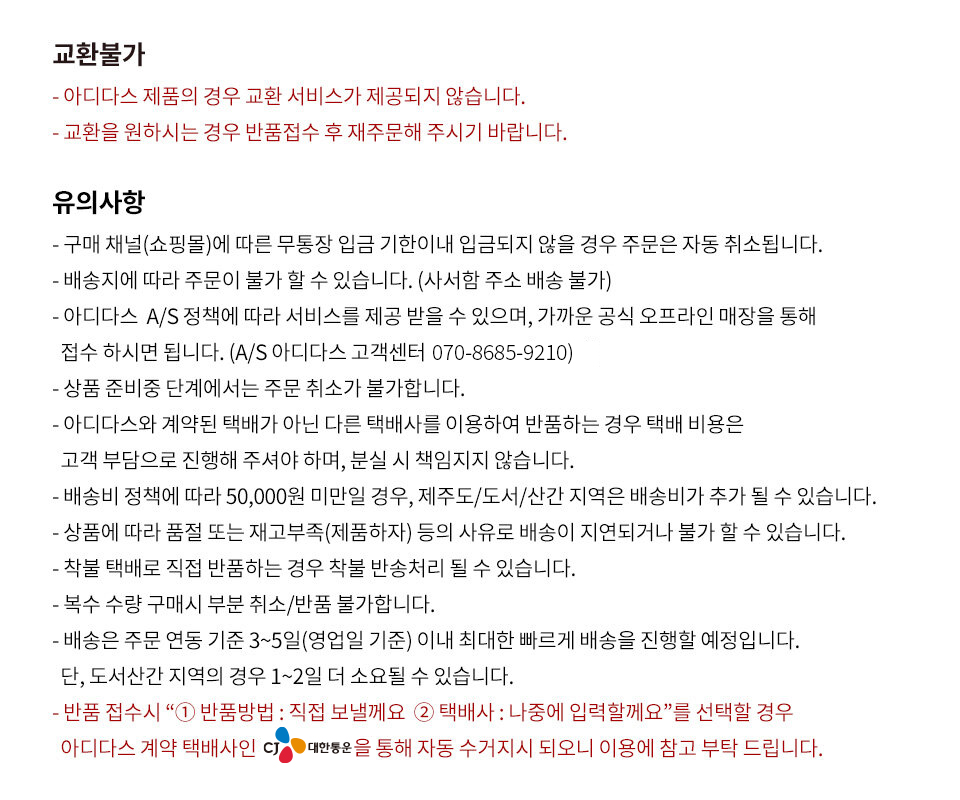 교환불가
- 아디다스 제품의 경우 교환 서비스가 제공되지 않습니다.
- 교환을 원하시는 경우 반품접수 후 재주문해 주시기 바랍니다.
유의사항
- 구매 채널(쇼핑몰)에 따른 무통장 입금 기한이내 입금되지 않을 경우 주문은 자동 취소됩니다.
- 배송지에 따라 주문이 불가 할 수 있습니다. (사서함 주소 배송 불가)
- 아디다스 A/S 정책에 따라 서비스를 제공 받을 수 있으며, 가까운 공식 오프라인 매장을 통해
접수 하시면 됩니다. (A/S 아디다스 고객센터 070-8685-9210)
- 상품 준비중 단계에서는 주문 취소가 불가합니다.
- 아디다스와 계약된 택배가 아닌 다른 택배사를 이용하여 반품하는 경우 택배 비용은
고객 부담으로 진행해 주셔야 하며, 분실 시 책임지지 않습니다.
- 배송비 정책에 따라 50,000원 미만일 경우, 제주도/도서/산간 지역은 배송비가 추가 될 수 있습니다.
- 상품에 따라 품절 또는 재고부족(제품하자) 등의 사유로 배송이 지연되거나 불가 할 수 있습니다.
- 착불 택배로 직접 반품하는 경우 착불 반송처리 될 수 있습니다.
- 복수 수량 구매시 부분 취소/반품 불가합니다.
- 배송은 주문 연동 기준 3~5일(영업일 기준) 이내 최대한 빠르게 배송을 진행할 예정입니다.
단, 도서산간 지역의 경우 1~2일 더 소요될 수 있습니다.
- 반품 접수시 “① 반품방법 : 직접 보낼께요 ② 택배사 : 나중에 입력할께요”를 선택할 경우
아디다스 계약 택배사인 CJ 대한통운을 통해 자동 수거지시 되오니 이용에 참고 부탁 드립니다.